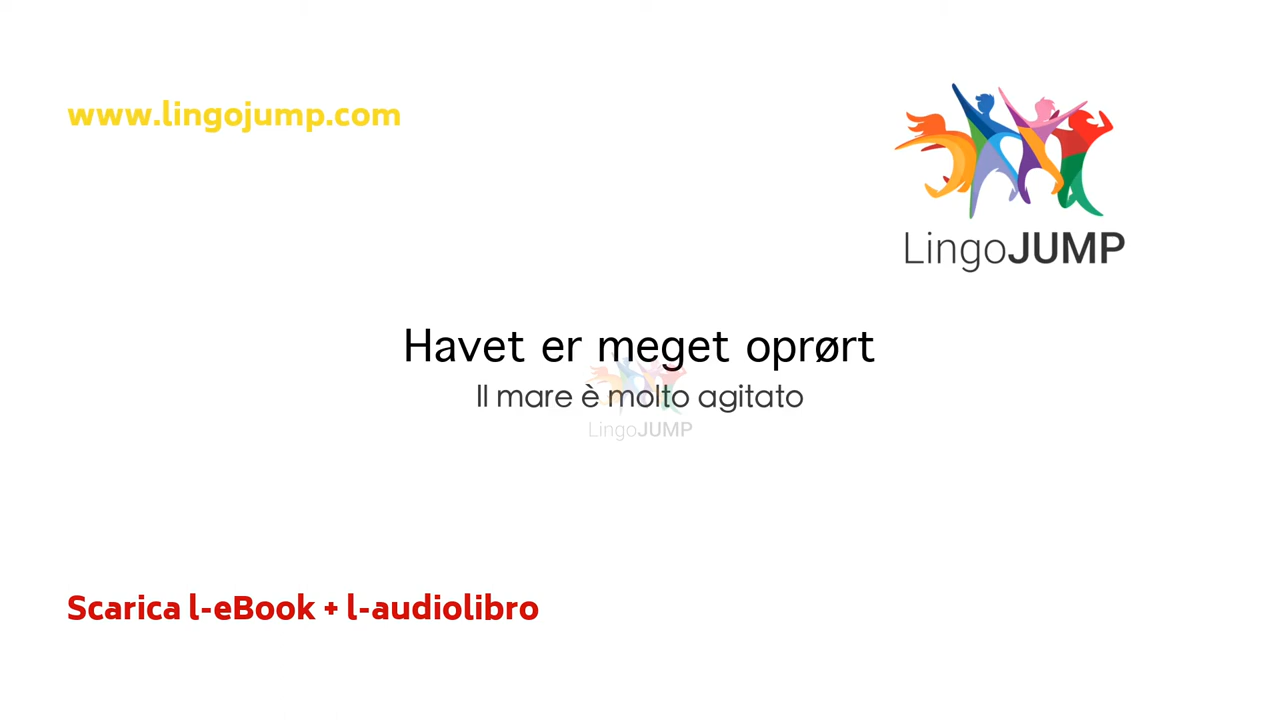 www.lingojump.com
LingoJUMP
Havet er meget oprørt
Il mare è molto agitato
LingoJUMP
Scarica l-eBook + l-audiolibro